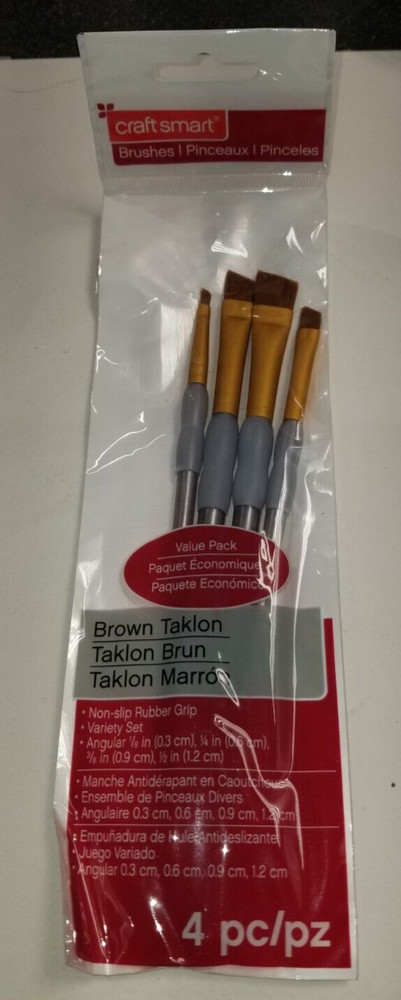 craft smart®
Brushes | Pinceaux | Pinceles
Value Pack
Paquet Économique
Paquete Económico
Brown Taklon
Taklon Brun
Taklon Marrón
• Non-slip Rubber Grip
• Variety Set
• Angular ⅛ in (0.3 cm), ¼ in (0.6 cm),
⅜ in (0.9 cm), ½ in (1.2 cm)
• Manche Antidérapant en Caoutchouc
• Ensemble de Pinceaux Divers
• Angulaire 0.3 cm, 0.6 cm, 0.9 cm, 1.2 cm
• Empuñadura de Hule Antideslizante
• Juego Variado
• Angular 0.3 cm, 0.6 cm, 0.9 cm, 1.2 cm
4 pc/pz